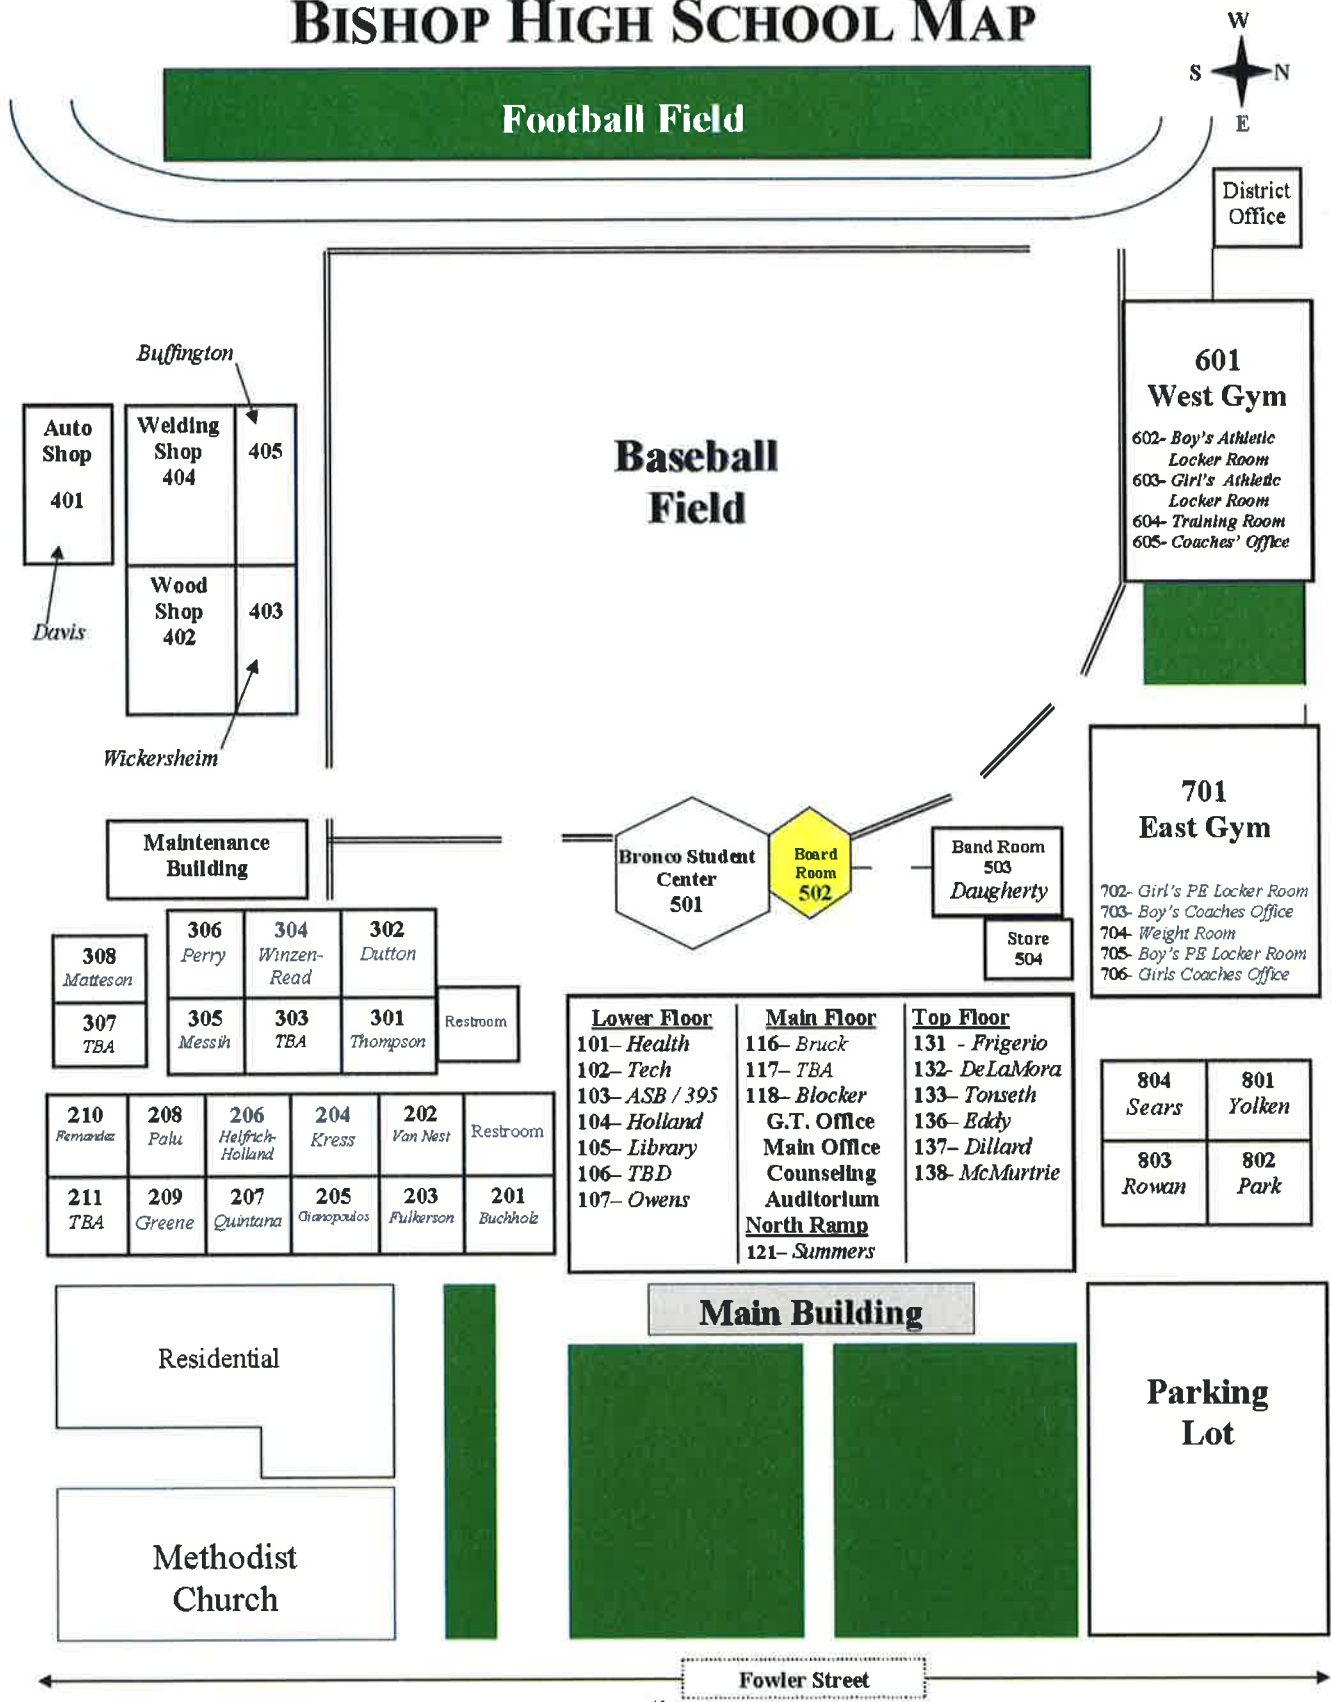 BISHOP HIGH SCHOOL MAP
W
S
N
E
Football Field
District
Office
Buffington
Auto
Shop
401
Welding
Shop
404
405
Wood
Shop
402
403
Davis
Wickersheim
Baseball
Field
601
West Gym
602- Boy's Athletic
Locker Room
603- Girl's Athletic
Locker Room
604- Training Room
605- Coaches' Office
701
East Gym
702- Girl's PE Locker Room
703- Boy's Coaches Office
704- Weight Room
705- Boy's PE Locker Room
706- Girls Coaches Office
Maintenance
Building
Bronco Student
Center
501
Board
Room
502
Band Room
503
Daugherty
Store
504
308
Matteson
307
TBA
306
Perry
304
Winzen-
Read
302
Dutton
305
Messih
303
TBA
301
Thompson
Restroom
210
Fernandez
208
Palu
206
Helfrich-
Holland
204
Kress
202
Van Nest
Restroom
211
TBA
209
Greene
207
Quintana
205
Gianopoulos
203
Fulkerson
201
Buchholz
Lower Floor
101– Health
102– Tech
103– ASB / 395
104– Holland
105– Library
106– TBD
107– Owens
Main Floor
116– Bruck
117– TBA
118– Blocker
G.T. Office
Main Office
Counseling
Auditorium
North Ramp
121– Summers
Top Floor
131 - Frigerio
132- DeLaMora
133– Tonseth
136– Eddy
137– Dillard
138- McMurtrie
804
Sears
801
Yolken
803
Rowan
802
Park
Main Building
Residential
Methodist
Church
Parking
Lot
Fowler Street